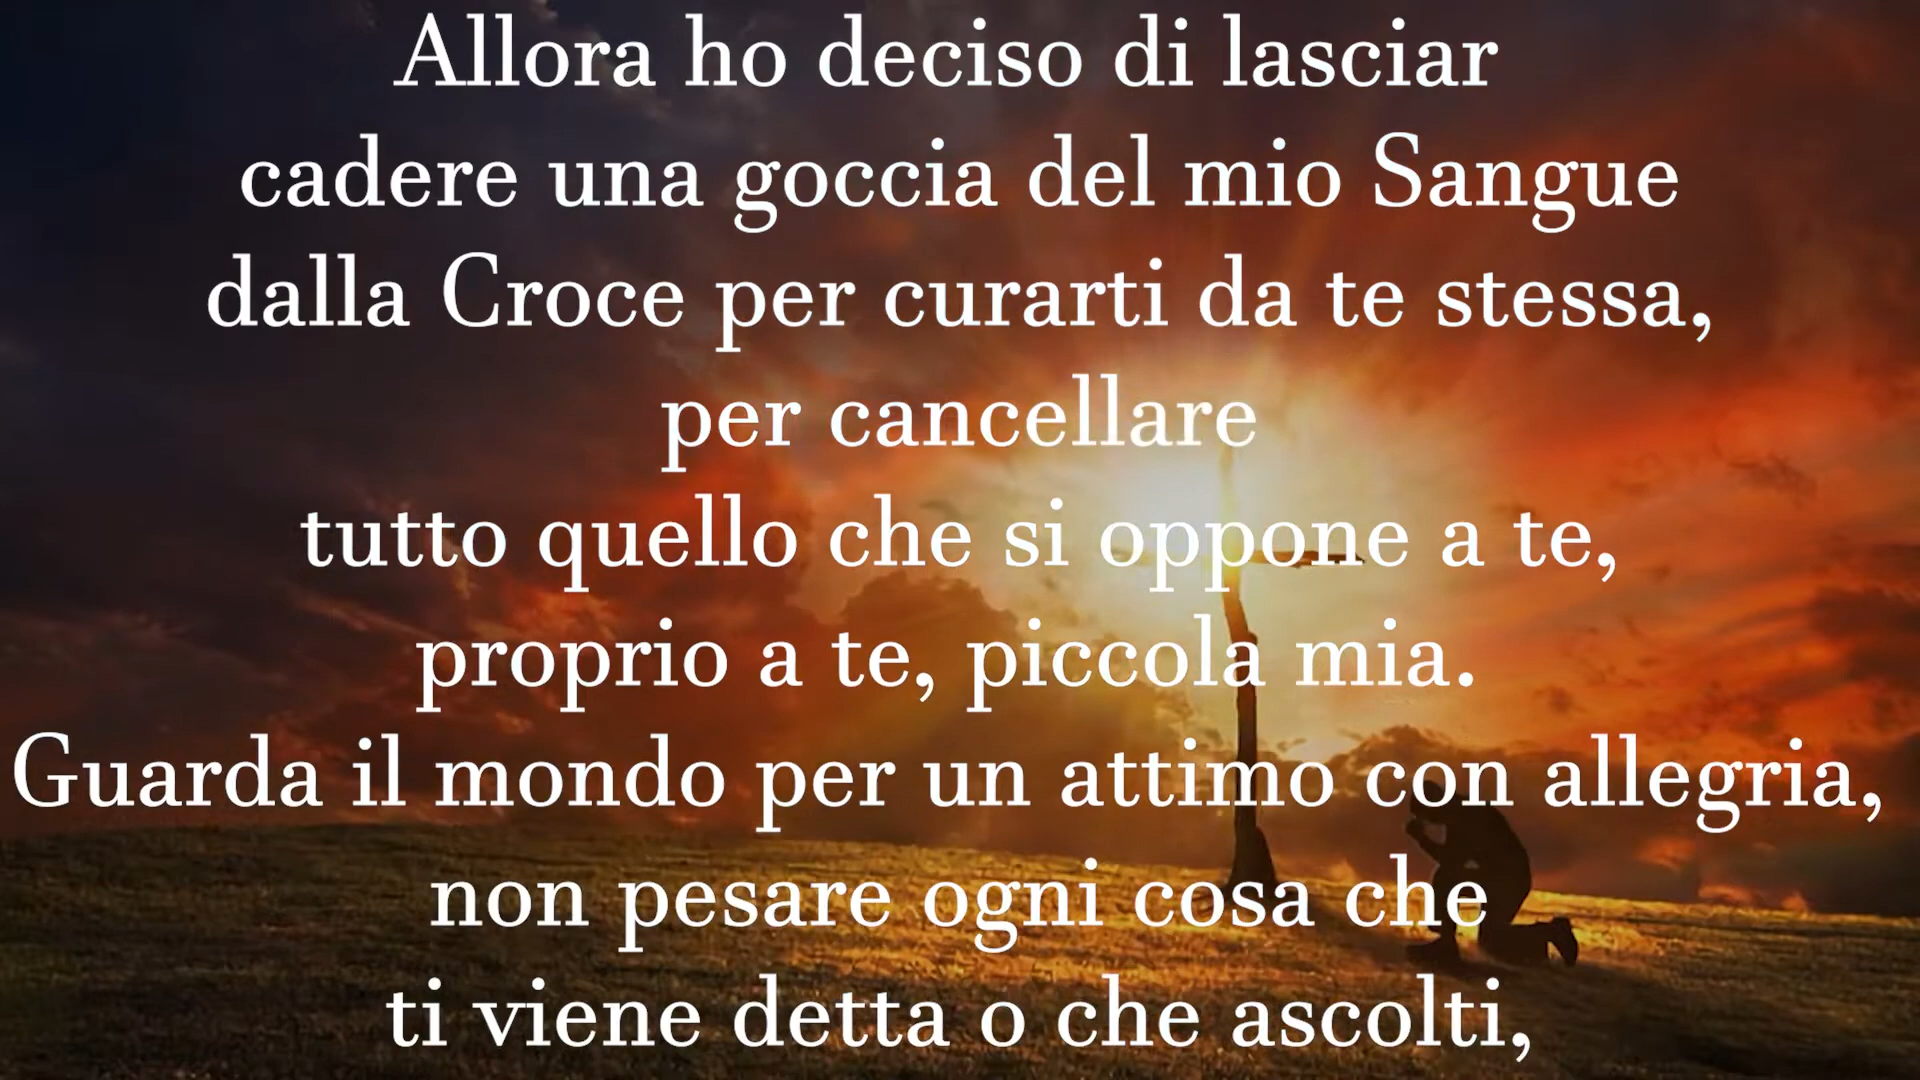 Allora ho deciso di lasciar
cadere una goccia del mio Sangue
dalla Croce per curarti da te stessa,
per cancellare
tutto quello che si oppone a te,
proprio a te, piccola mia.
Guarda il mondo per un attimo con allegria,
non pesare ogni cosa che
ti viene detta o che ascolti,